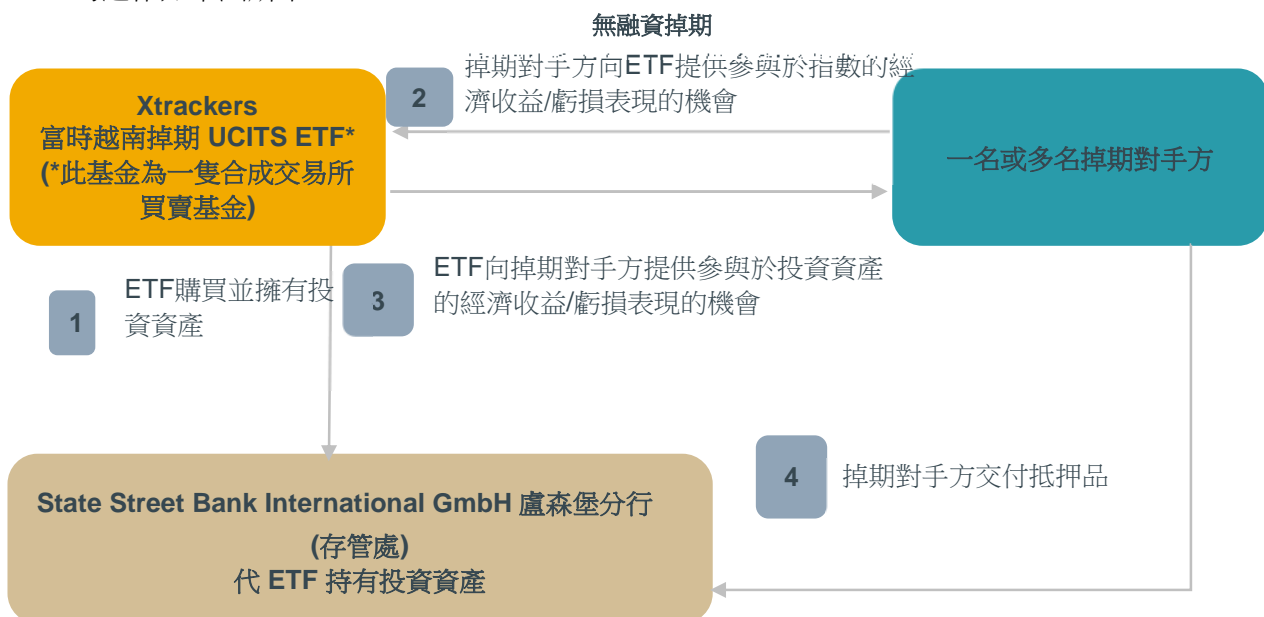 無融資掉期
掉期對手方向ETF提供參與於指數的經
濟收益/虧損表現的機會
2
Xtrackers
富時越南掉期 UCITS ETF*
(*此基金為一隻合成交易所
買賣基金)
一名或多名掉期對手方
ETF購買並擁有投
資資產
1
3
ETF向掉期對手方提供參與於投資資產
的經濟收益/虧損表現的機會
4
掉期對手方交付抵押品
State Street Bank International GmbH 盧森堡分行
(存管處)
代 ETF 持有投資資產